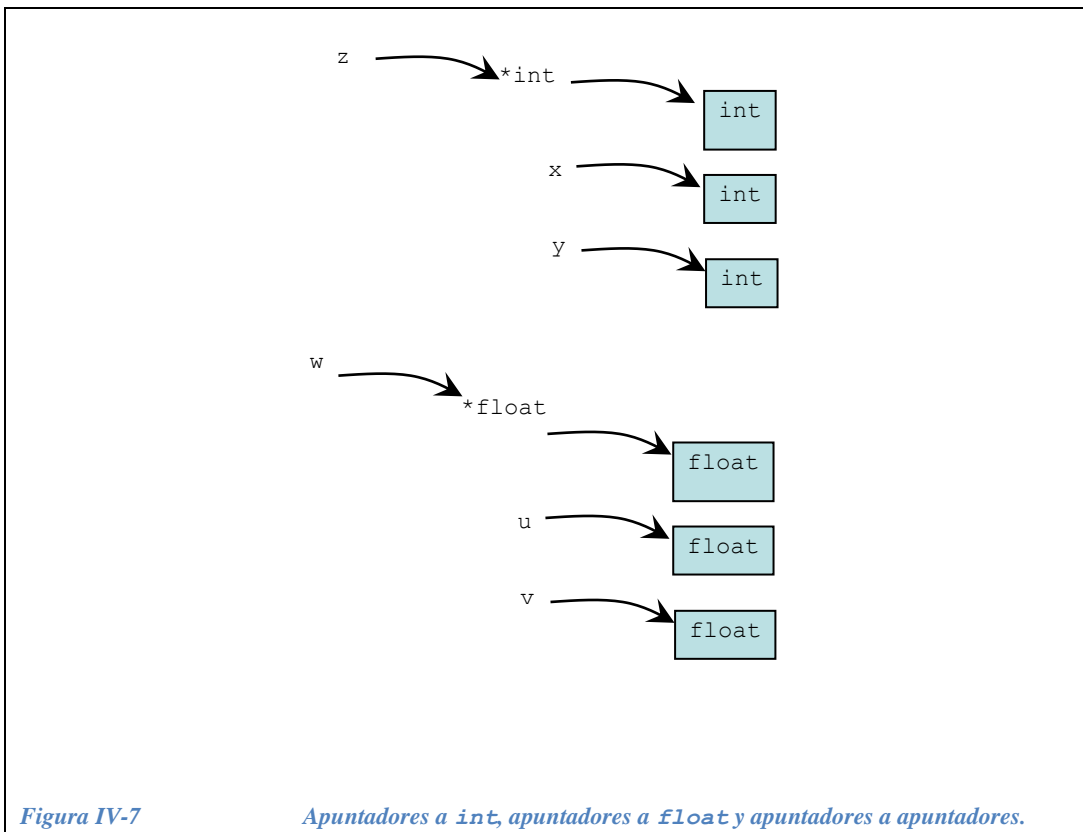 z
*int
int
x
int
y
int
w
*float
float
u
float
v
float
Figura IV-7 Apuntadores a int, apuntadores a float y apuntadores a apuntadores.